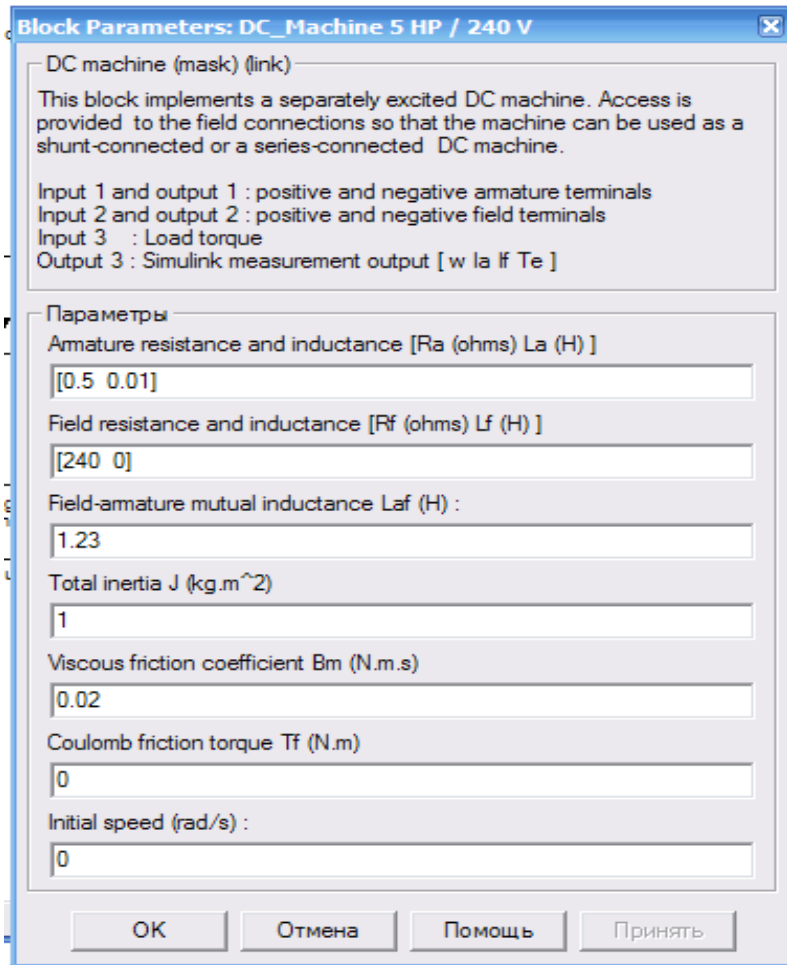 Block Parameters: DC_Machine 5 HP / 240 V
DC machine (mask) (link)
This block implements a separately excited DC machine. Access is
provided to the field connections so that the machine can be used as a
shunt-connected or a series-connected DC machine.
Input 1 and output 1 : positive and negative armature terminals
Input 2 and output 2 : positive and negative field terminals
Input 3 : Load torque
Output 3 : Simulink measurement output [ w Ia If Te ]
Параметры
Armature resistance and inductance [Ra (ohms) La (H) ]
[0.5 0.01]
Field resistance and inductance [Rf (ohms) Lf (H) ]
[240 0]
Field-armature mutual inductance Laf (H) :
1.23
Total inertia J (kg.m^2)
1
Viscous friction coefficient Bm (N.m.s)
0.02
Coulomb friction torque Tf (N.m)
0
Initial speed (rad/s) :
0
OK Отмена Помощь Принять